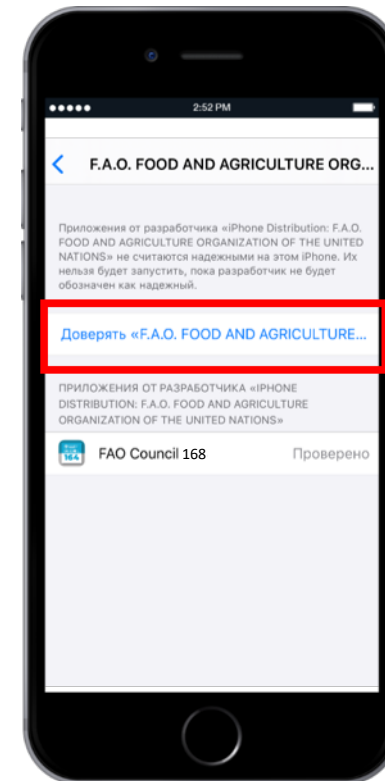 2:52 PM
F.A.O. FOOD AND AGRICULTURE ORG...
Приложения от разработчика «iPhone Distribution: F.A.O.
FOOD AND AGRICULTURE ORGANIZATION OF THE UNITED
NATIONS» не считаются надежными на этом iPhone. Их
нельзя будет запустить, пока разработчик не будет
обозначен как надежный.
Доверять «F.A.O. FOOD AND AGRICULTURE...
ПРИЛОЖЕНИЯ ОТ РАЗРАБОТЧИКА «IPHONE
DISTRIBUTION: F.A.O. FOOD AND AGRICULTURE
ORGANIZATION OF THE UNITED NATIONS»
164
FAO Council 168 Проверено